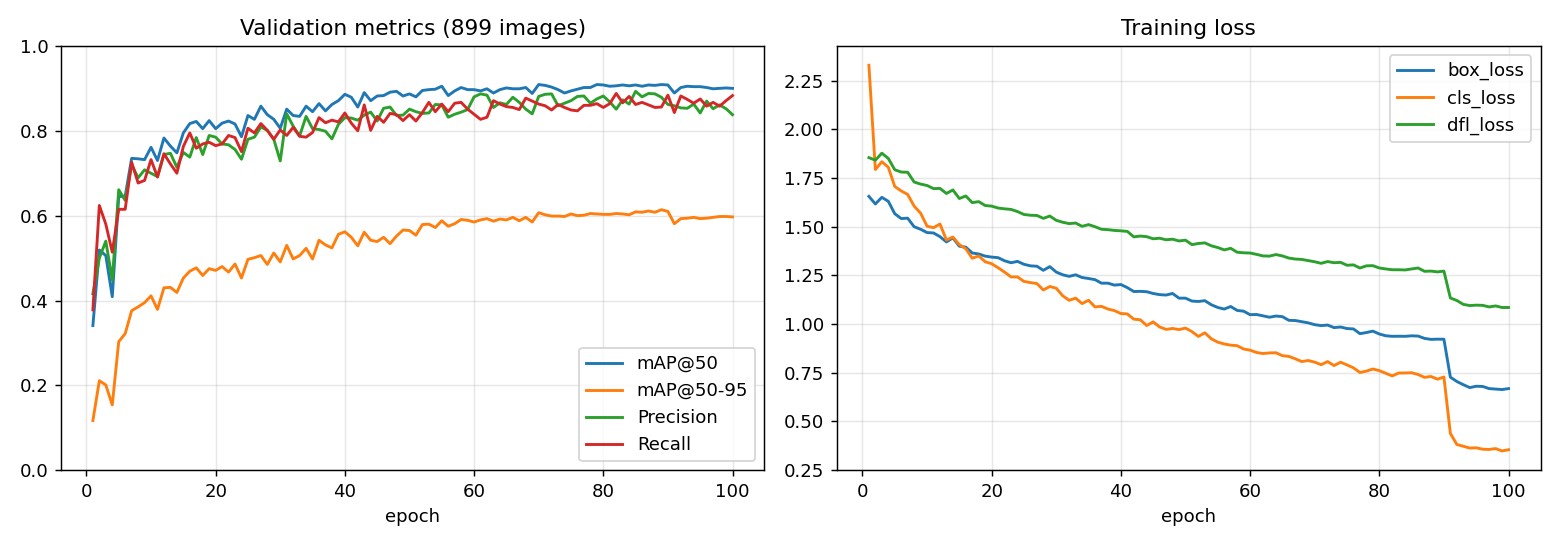 Validation metrics (899 images)
1.0
0.8
0.6
0.4
0.2
0.0
0 20 40 60 80 100
epoch
mAP@50
mAP@50-95
Precision
Recall
Training loss
2.25
2.00
1.75
1.50
1.25
1.00
0.75
0.50
0.25
0 20 40 60 80 100
epoch
box_loss
cls_loss
dfl_loss